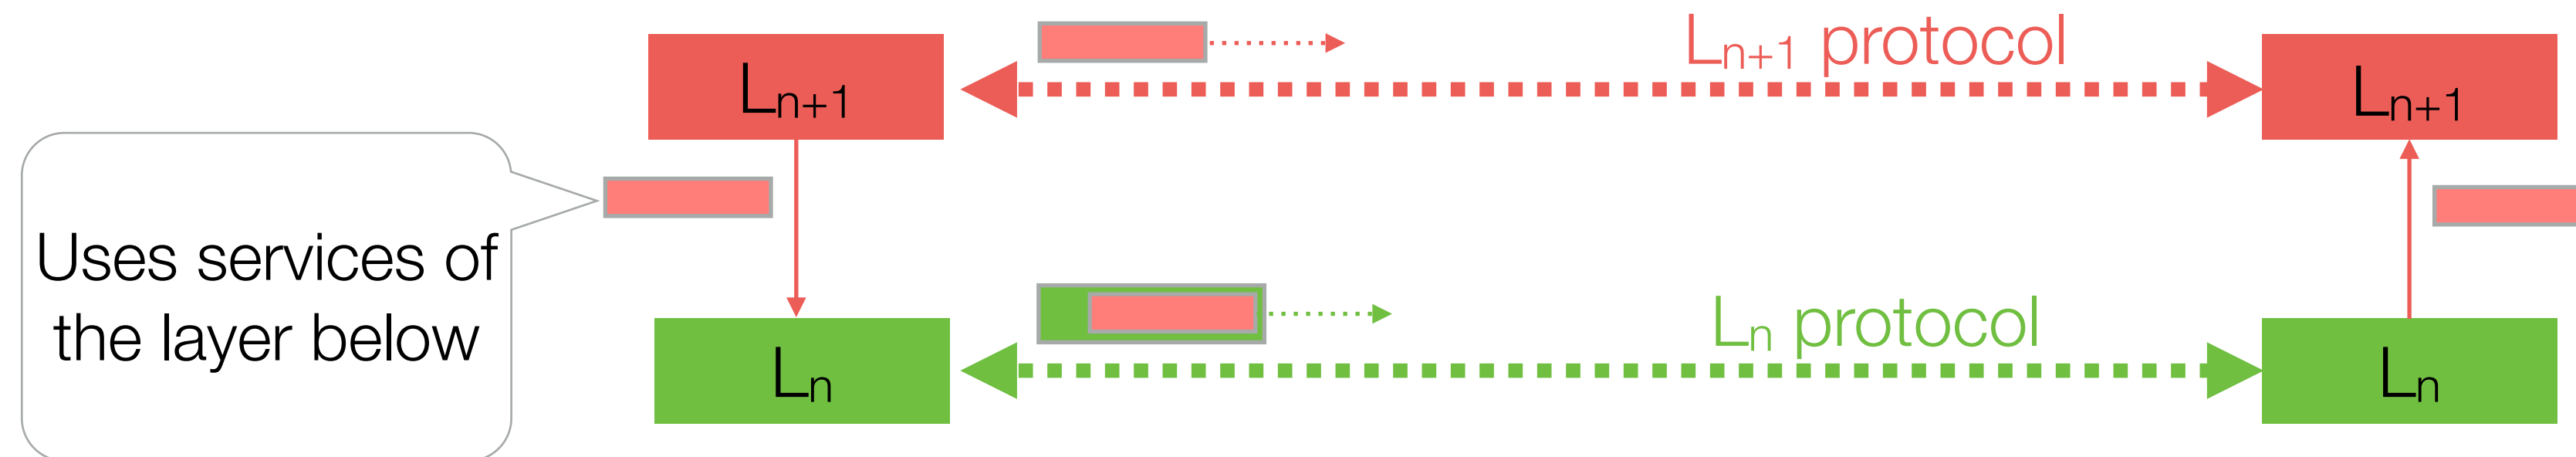 Lₙ₊₁ protocol
Lₙ₊₁
Lₙ₊₁
Uses services of
the layer below
Lₙ protocol
Lₙ
Lₙ